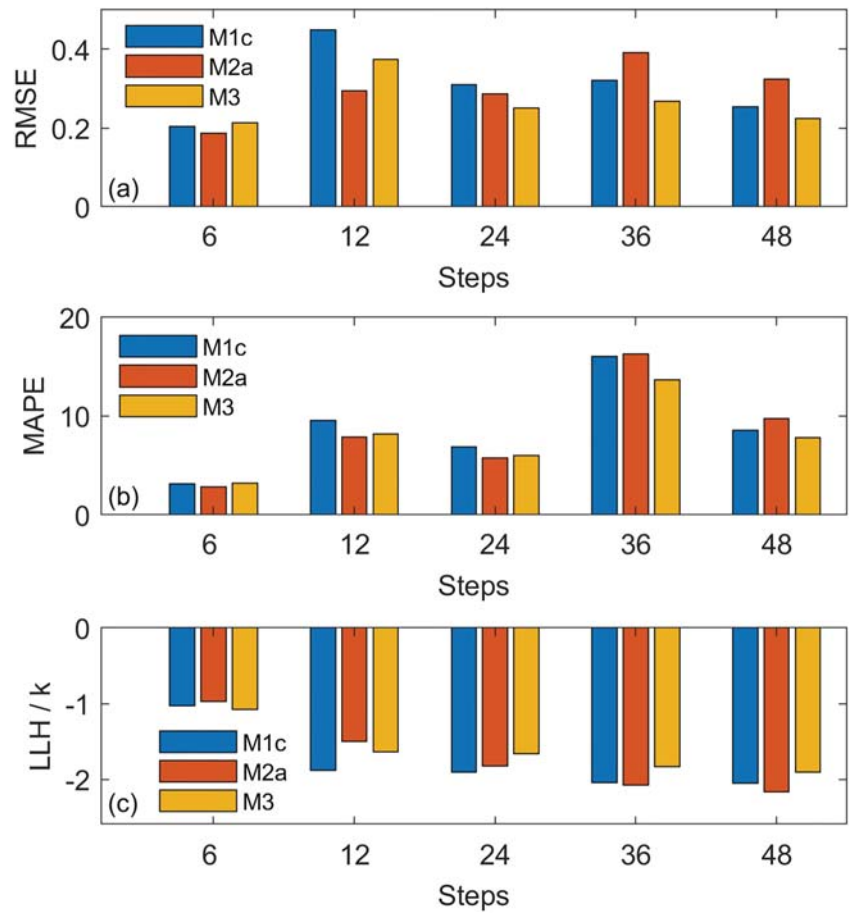 M1c
M2a
M3
RMSE
0.4
0.2
0
(a)
6 12 24 36 48
Steps
M1c
M2a
M3
MAPE
20
10
0
(b)
6 12 24 36 48
Steps
0
-1
-2
LLH / k
M1c
M2a
M3
(c)
6 12 24 36 48
Steps